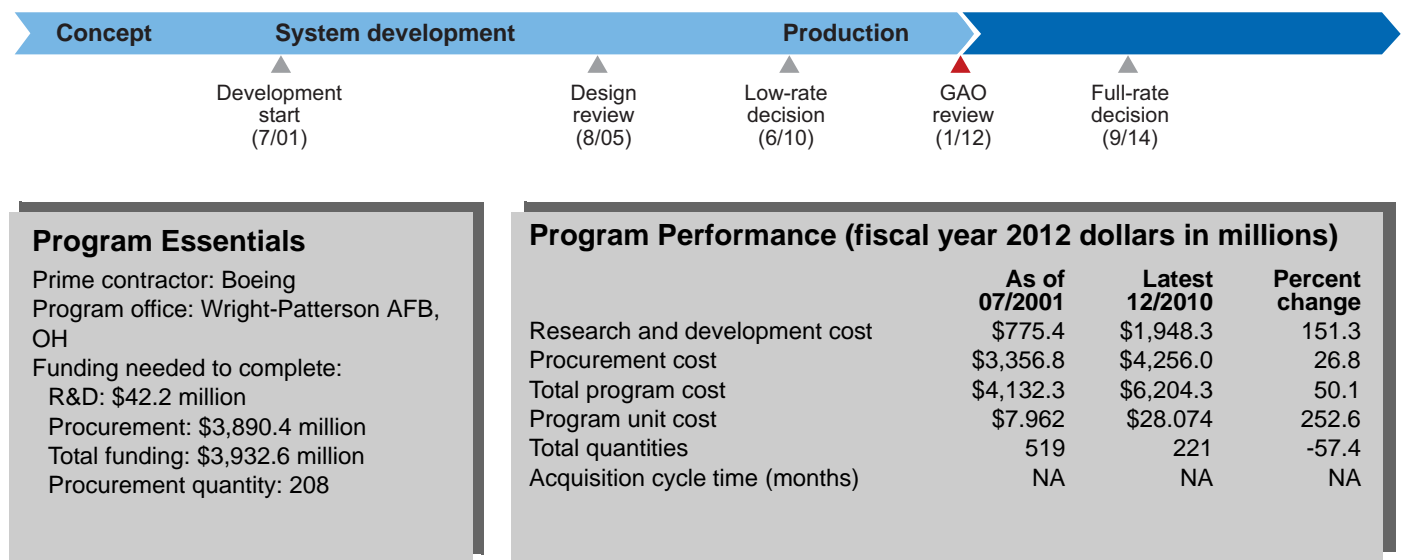 Concept System development Production
Development
start
(7/01)
Design
review
(8/05)
Low-rate
decision
(6/10)
GAO
review
(1/12)
Full-rate
decision
(9/14)
Program Essentials
Prime contractor: Boeing
Program office: Wright-Patterson AFB,
OH
Funding needed to complete:
R&D: $42.2 million
Procurement: $3,890.4 million
Total funding: $3,932.6 million
Procurement quantity: 208
Program Performance (fiscal year 2012 dollars in millions)
As of Latest Percent
07/2001 12/2010 change
Research and development cost $775.4 $1,948.3 151.3
Procurement cost $3,356.8 $4,256.0 26.8
Total program cost $4,132.3 $6,204.3 50.1
Program unit cost $7.962 $28.074 252.6
Total quantities 519 221 -57.4
Acquisition cycle time (months) NA NA NA